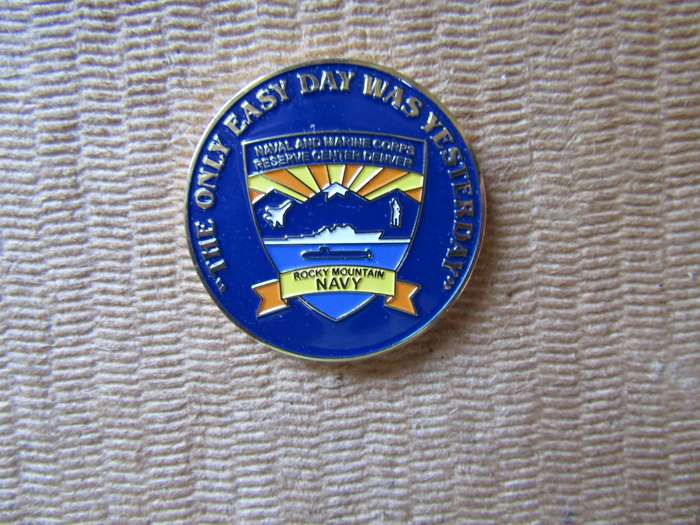 "THE ONLY EASY DAY WAS YESTERDAY"
NAVAL AND MARINE CORPS
RESERVE CENTER DENVER
ROCKY MOUNTAIN
NAVY